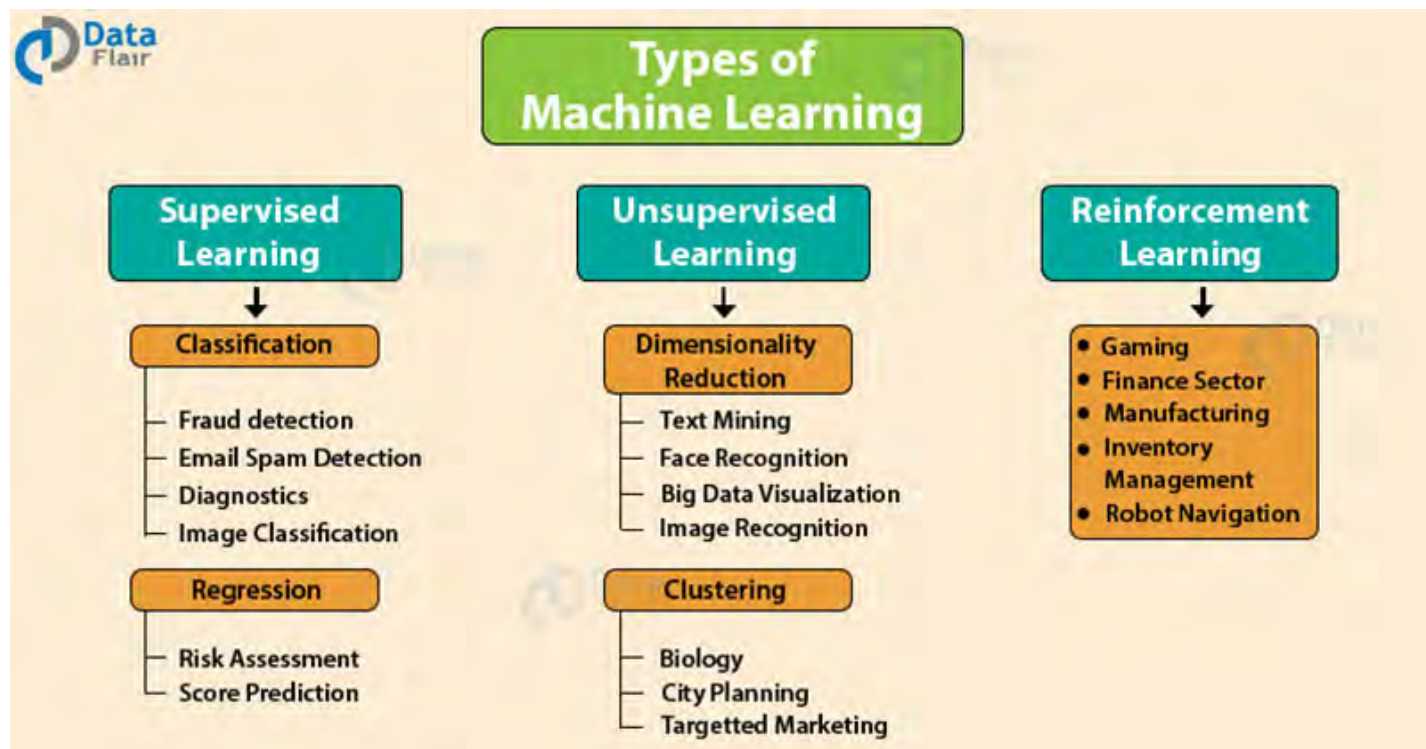 Data
Flair
Types of
Machine Learning
Supervised
Learning
Classification
Fraud detection
Email Spam Detection
Diagnostics
Image Classification
Regression
Risk Assessment
Score Prediction
Unsupervised
Learning
Dimensionality
Reduction
Text Mining
Face Recognition
Big Data Visualization
Image Recognition
Clustering
Biology
City Planning
Targetted Marketing
Reinforcement
Learning
• Gaming
• Finance Sector
• Manufacturing
• Inventory
Management
• Robot Navigation